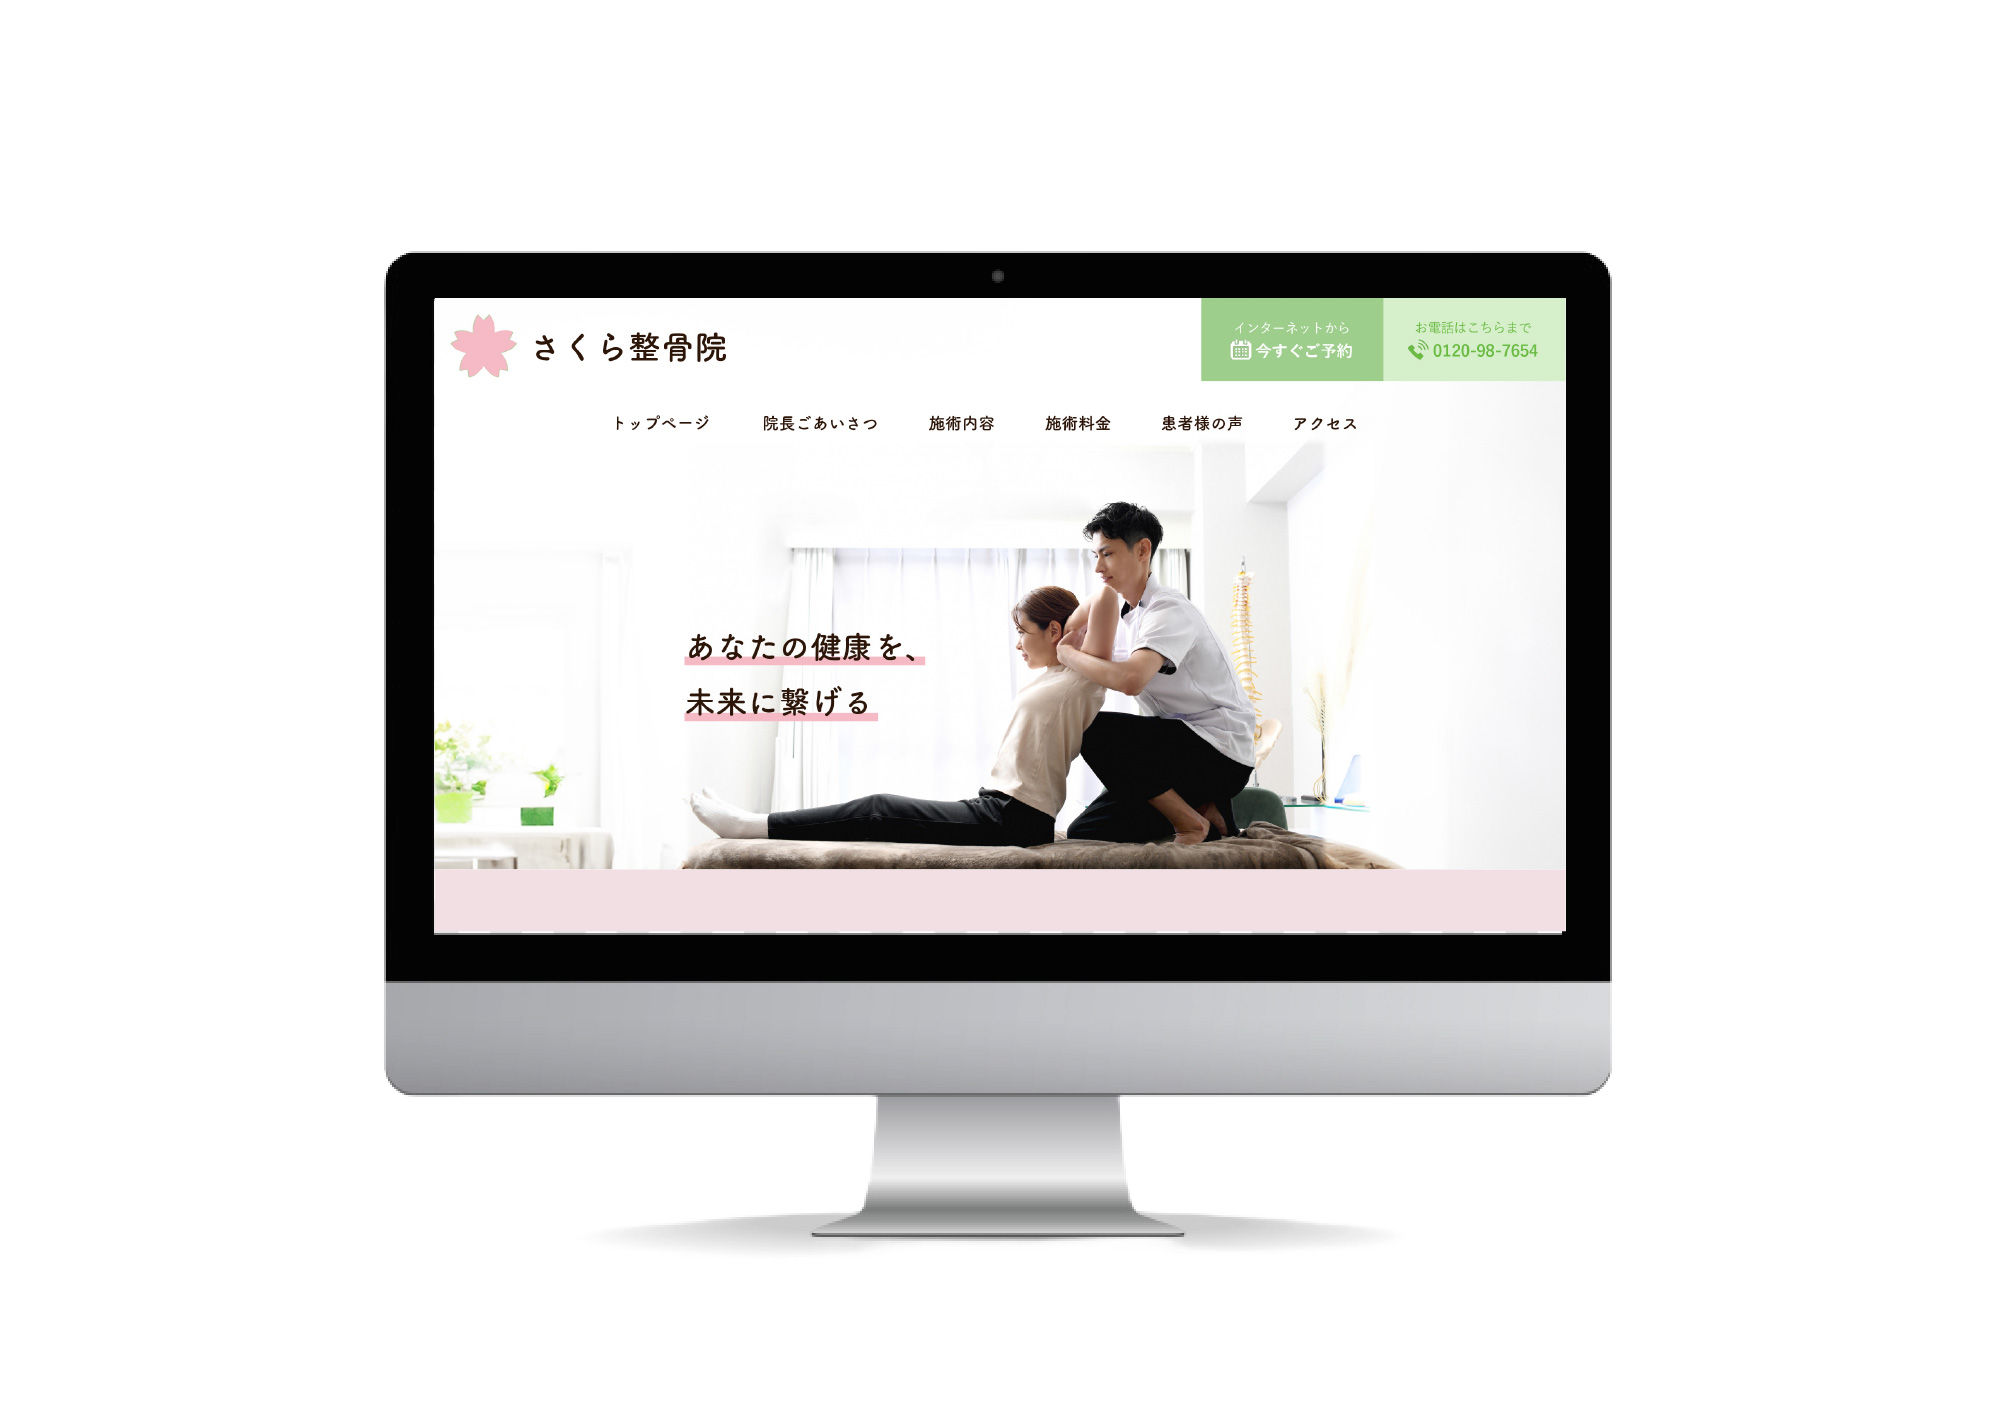 さくら整骨院
インターネットから
今すぐご予約
お電話はこちらまで
0120-98-7654
トップページ 院長ごあいさつ 施術内容 施術料金 患者様の声 アクセス
あなたの健康を、
未来に繋げる